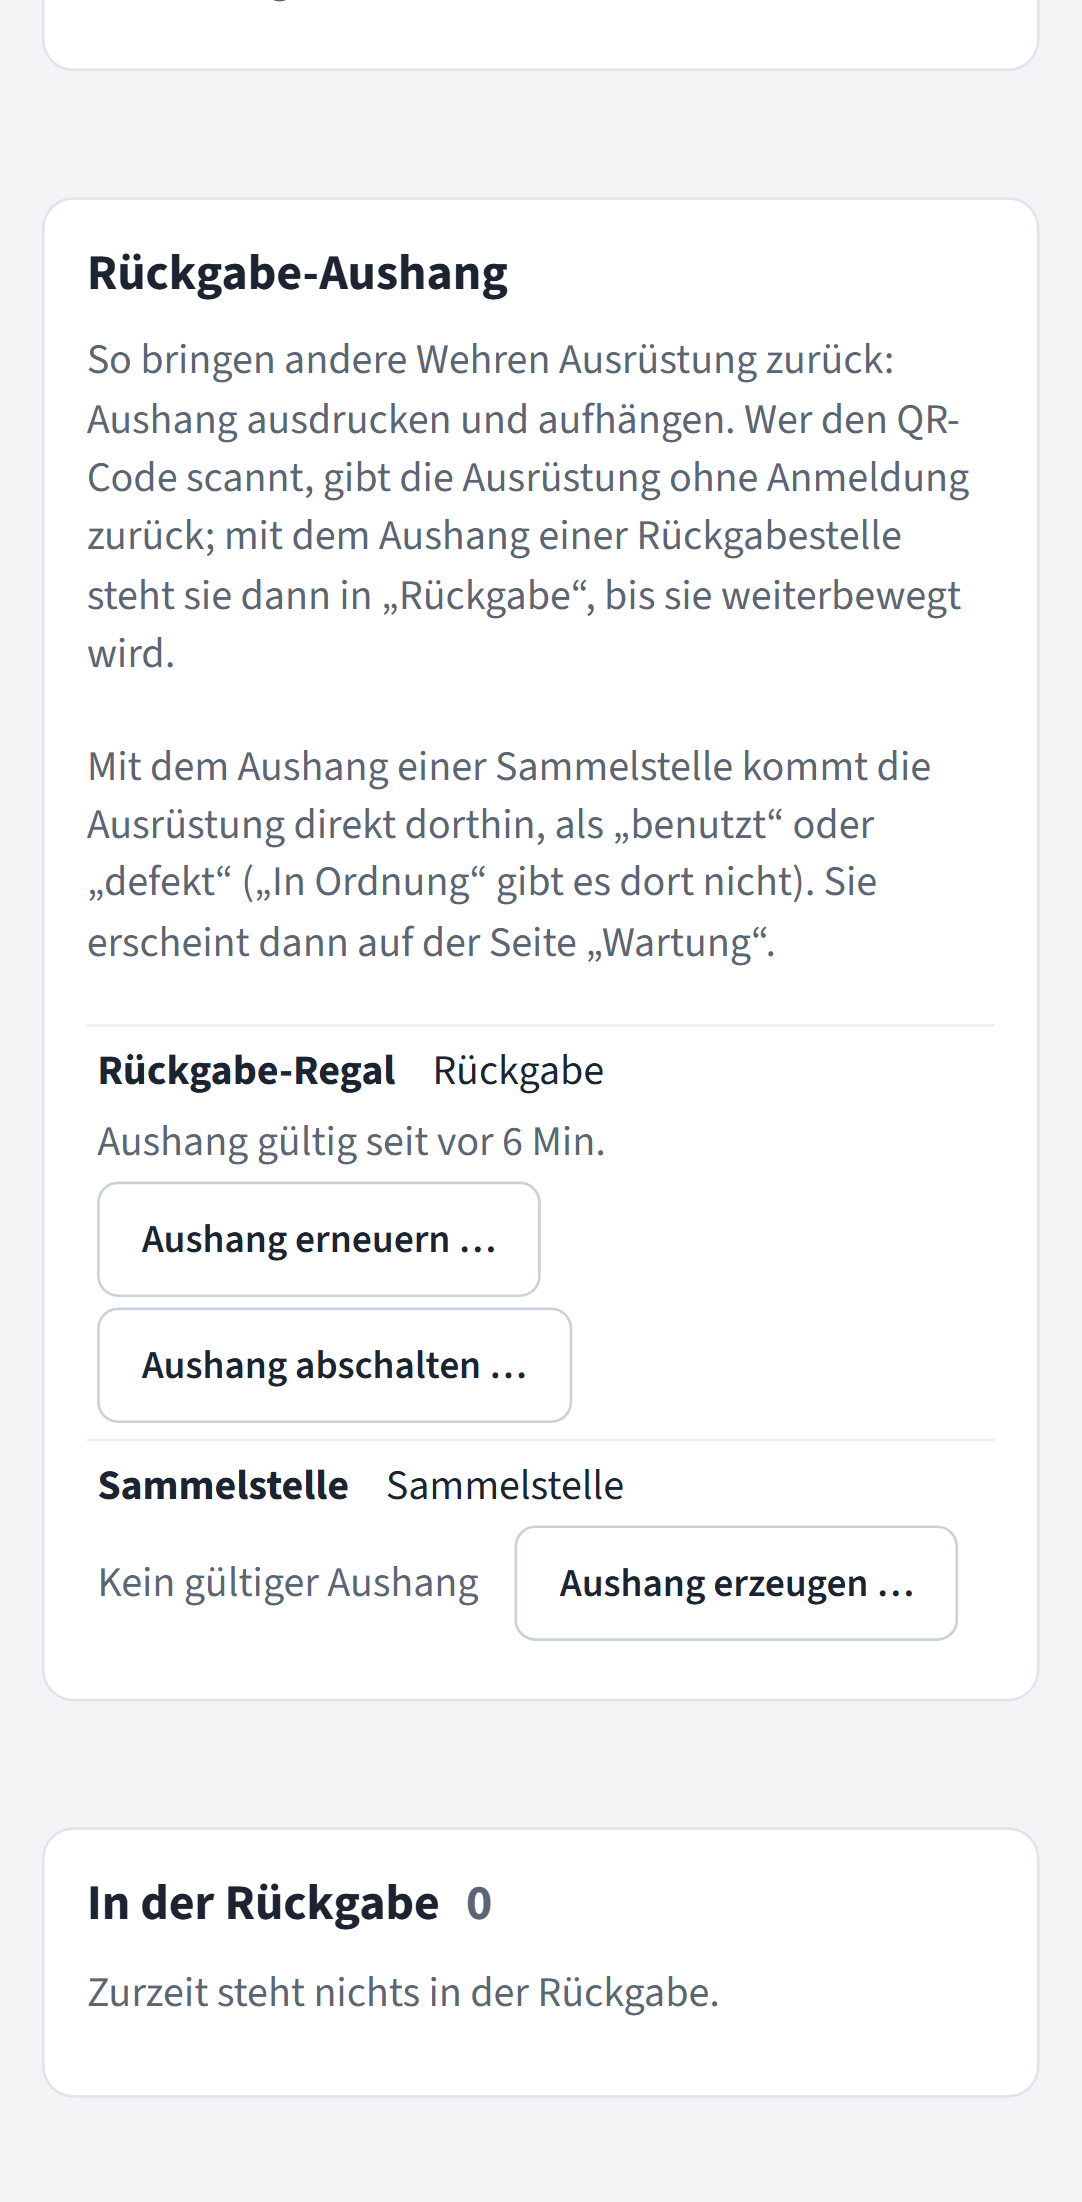 Rückgabe-Aushang
So bringen andere Wehren Ausrüstung zurück:
Aushang ausdrucken und aufhängen. Wer den QR-
Code scannt, gibt die Ausrüstung ohne Anmeldung
zurück; mit dem Aushang einer Rückgabestelle
steht sie dann in „Rückgabe“, bis sie weiterbewegt
wird.
Mit dem Aushang einer Sammelstelle kommt die
Ausrüstung direkt dorthin, als „benutzt“ oder
„defekt“ („In Ordnung“ gibt es dort nicht). Sie
erscheint dann auf der Seite „Wartung“.
Rückgabe-Regal Rückgabe
Aushang gültig seit vor 6 Min.
Aushang erneuern …
Aushang abschalten …
Sammelstelle Sammelstelle
Kein gültiger Aushang Aushang erzeugen …
In der Rückgabe 0
Zurzeit steht nichts in der Rückgabe.